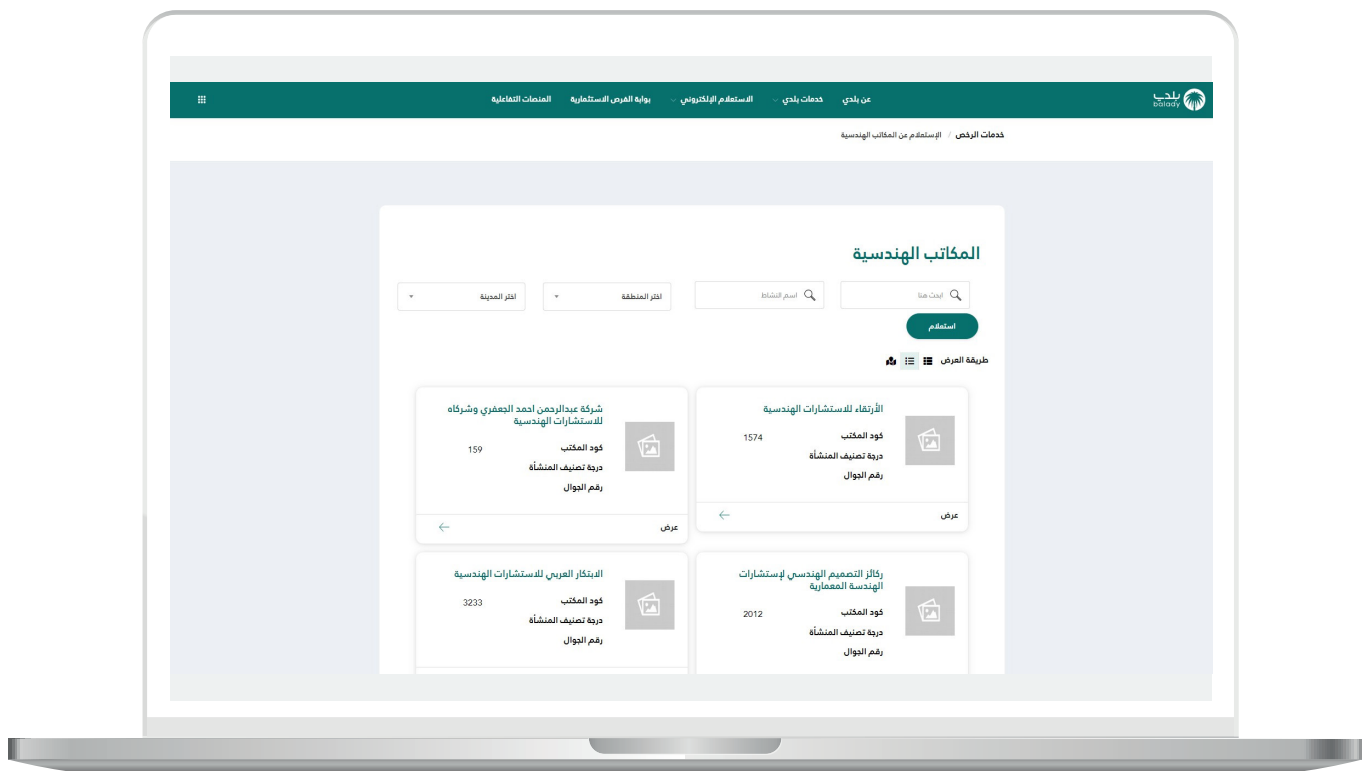 بلدي
balady
عن بلدي
خدمات بلدي
الاستعلام الإلكتروني
بوابة الفرص الاستثمارية
المنصات التفاعلية
خدمات الرخص / الإستعلام عن المكاتب الهندسية
المكاتب الهندسية
ابحث هنا
اسم النشاط
اختر المنطقة
اختر المدينة
استعلام
طريقة العرض
الأرتقاء للاستشارات الهندسية
كود المكتب 1574
درجة تصنيف المنشأة
رقم الجوال
عرض
شركة عبدالرحمن احمد الجعفري وشركاه
للاستشارات الهندسية
كود المكتب 159
درجة تصنيف المنشأة
رقم الجوال
عرض
ركائز التصميم الهندسي لإستشارات
الهندسة المعمارية
كود المكتب 2012
درجة تصنيف المنشأة
رقم الجوال
الابتكار العربي للاستشارات الهندسية
كود المكتب 3233
درجة تصنيف المنشأة
رقم الجوال